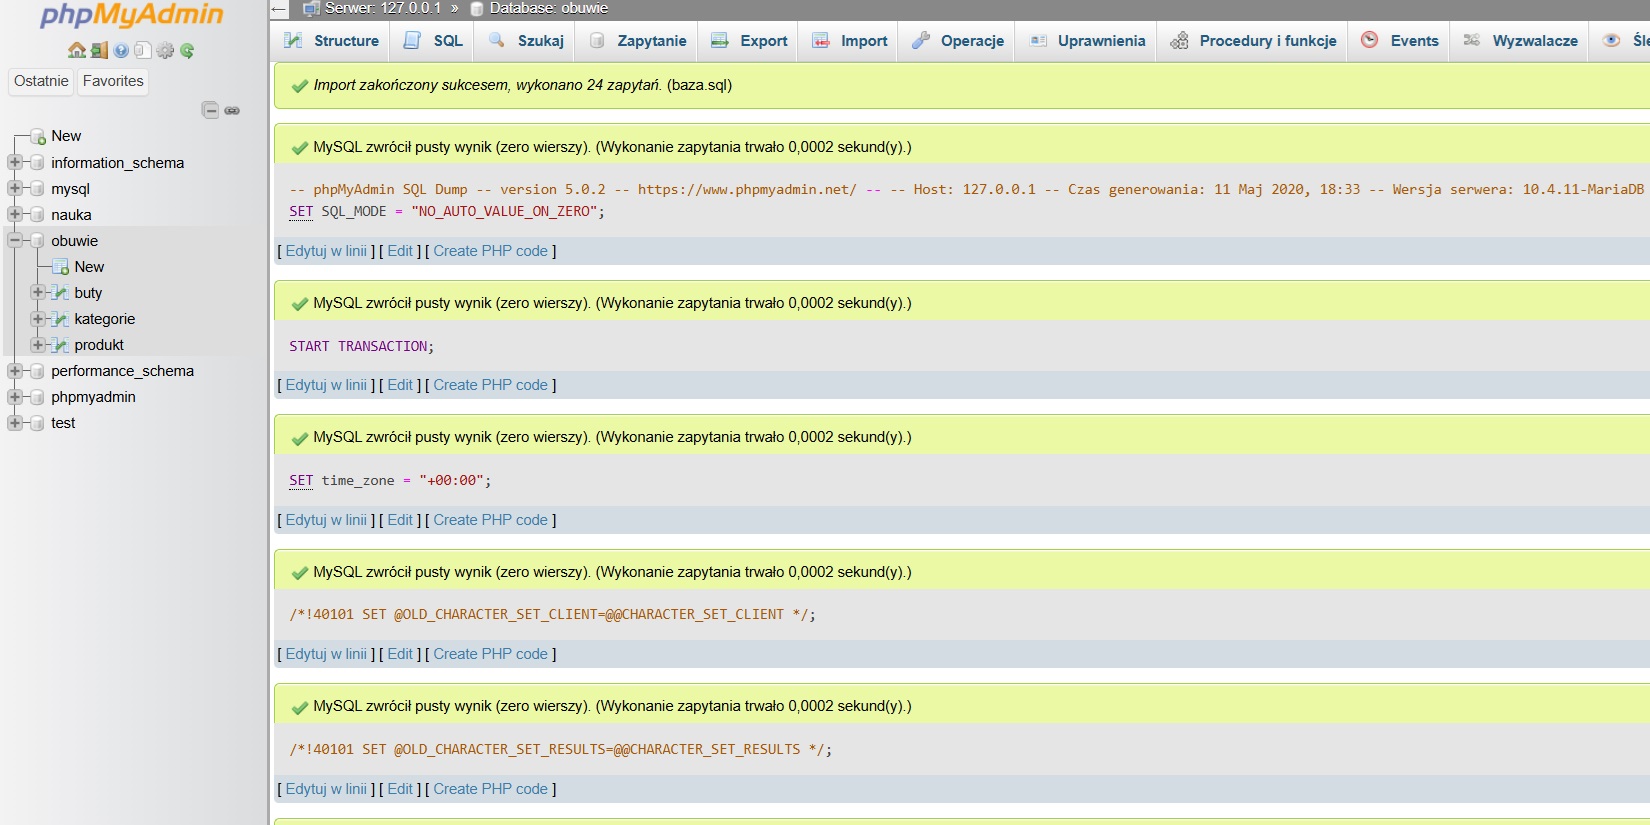 phpMyAdmin
Ostatnie Favorites
New
information_schema
mysql
nauka
obuwie
New
buty
kategorie
produkt
performance_schema
phpmyadmin
test
Serwer: 127.0.0.1 » Database: obuwie
Structure SQL Szukaj Zapytanie Export Import Operacje Uprawnienia Procedury i funkcje Events Wyzwalacze Śle
Import zakończony sukcesem, wykonano 24 zapytań. (baza.sql)
MySQL zwrócił pusty wynik (zero wierszy). (Wykonanie zapytania trwało 0,0002 sekund(y).)
-- phpMyAdmin SQL Dump -- version 5.0.2 -- https://www.phpmyadmin.net/ -- -- Host: 127.0.0.1 -- Czas generowania: 11 Maj 2020, 18:33 -- Wersja serwera: 10.4.11-MariaDB
SET SQL_MODE = "NO_AUTO_VALUE_ON_ZERO";
[ Edytuj w linii ] [ Edit ] [ Create PHP code ]
MySQL zwrócił pusty wynik (zero wierszy). (Wykonanie zapytania trwało 0,0002 sekund(y).)
START TRANSACTION;
[ Edytuj w linii ] [ Edit ] [ Create PHP code ]
MySQL zwrócił pusty wynik (zero wierszy). (Wykonanie zapytania trwało 0,0002 sekund(y).)
SET time_zone = "+00:00";
[ Edytuj w linii ] [ Edit ] [ Create PHP code ]
MySQL zwrócił pusty wynik (zero wierszy). (Wykonanie zapytania trwało 0,0002 sekund(y).)
/*!40101 SET @OLD_CHARACTER_SET_CLIENT=@@CHARACTER_SET_CLIENT */;
[ Edytuj w linii ] [ Edit ] [ Create PHP code ]
MySQL zwrócił pusty wynik (zero wierszy). (Wykonanie zapytania trwało 0,0002 sekund(y).)
/*!40101 SET @OLD_CHARACTER_SET_RESULTS=@@CHARACTER_SET_RESULTS */;
[ Edytuj w linii ] [ Edit ] [ Create PHP code ]